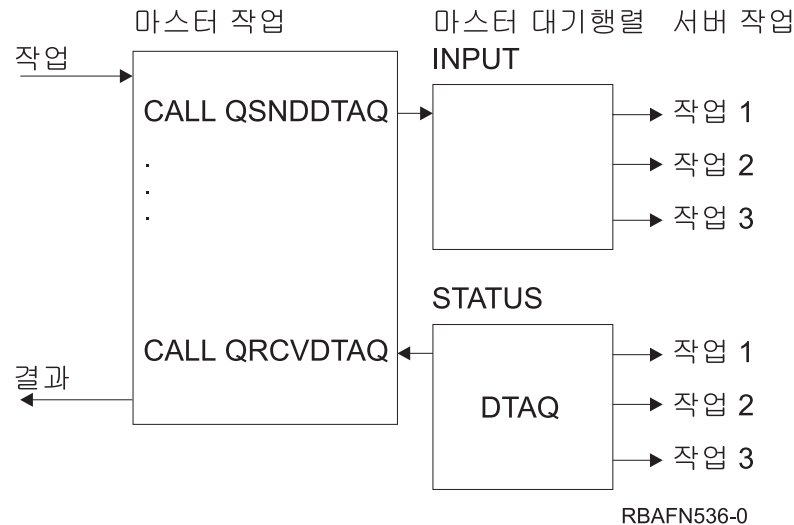 마스터 작업
마스터 대기행렬
서버 작업
작업
INPUT
CALL QSNDDTAQ
.
.
.
작업 1
작업 2
작업 3
STATUS
CALL QRCVDTAQ
결과
DTAQ
작업 1
작업 2
작업 3
RBAFN536-0